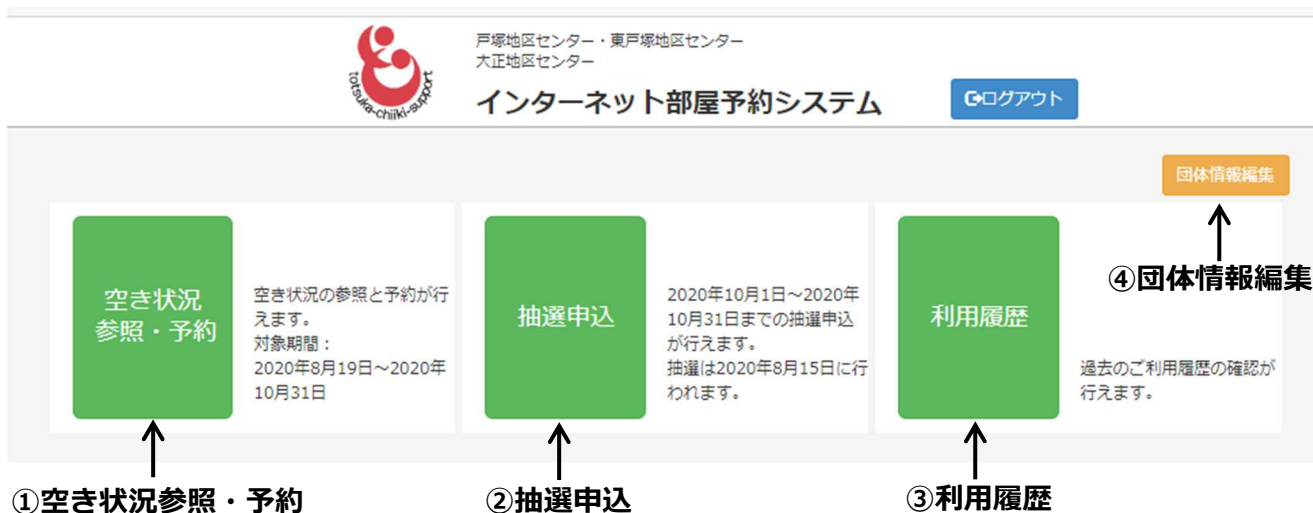 戸塚地区センター・東戸塚地区センター
大正地区センター
totsuka-chiiki-support
インターネット部屋予約システム
ログアウト
団体情報編集
④団体情報編集
空き状況
参照・予約
空き状況の参照と予約が行
えます。
対象期間：
2020年8月19日～2020年
10月31日
抽選申込
2020年10月1日～2020年
10月31日までの抽選申込
が行えます。
抽選は2020年8月15日に行
われます。
利用履歴
過去のご利用履歴の確認が
行えます。
①空き状況参照・予約
②抽選申込
③利用履歴